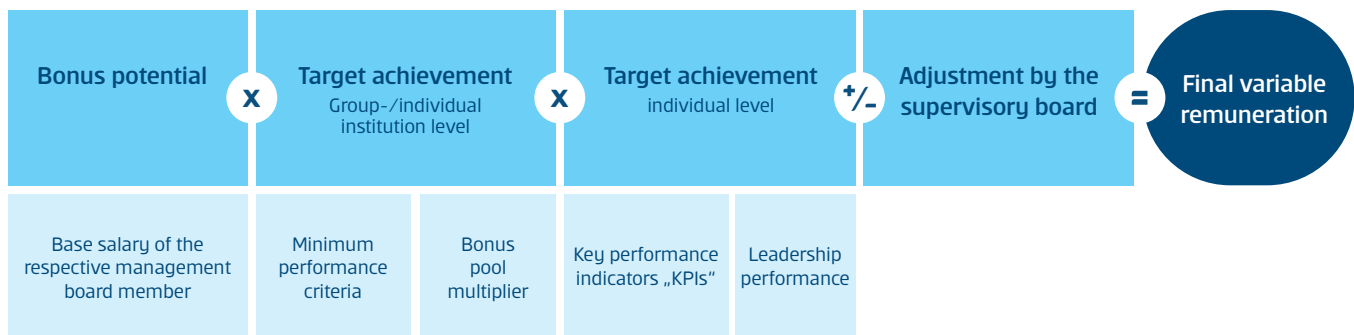 Bonus potential
x
Target achievement
Group-/individual
institution level
x
Target achievement
individual level
+/-
Adjustment by the
supervisory board
=
Final variable
remuneration
Base salary of the
respective management
board member
Minimum
performance
criteria
Bonus
pool
multiplier
Key performance
indicators „KPIs“
Leadership
performance